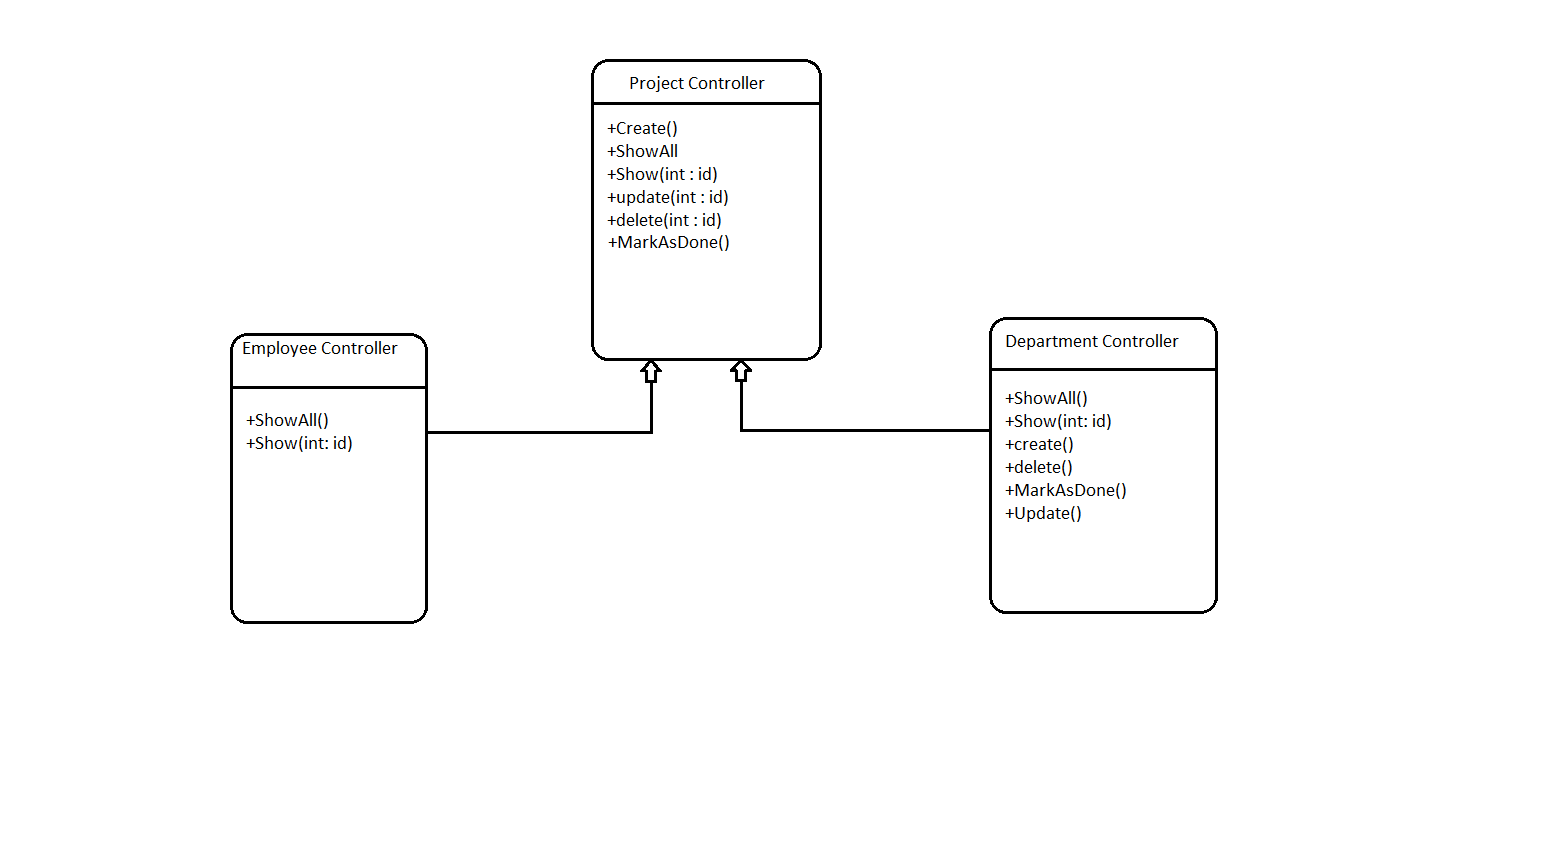 Project Controller
+Create()
+ShowAll
+Show(int : id)
+update(int : id)
+delete(int : id)
+MarkAsDone()
Employee Controller
+ShowAll()
+Show(int: id)
Department Controller
+ShowAll()
+Show(int: id)
+create()
+delete()
+MarkAsDone()
+Update()